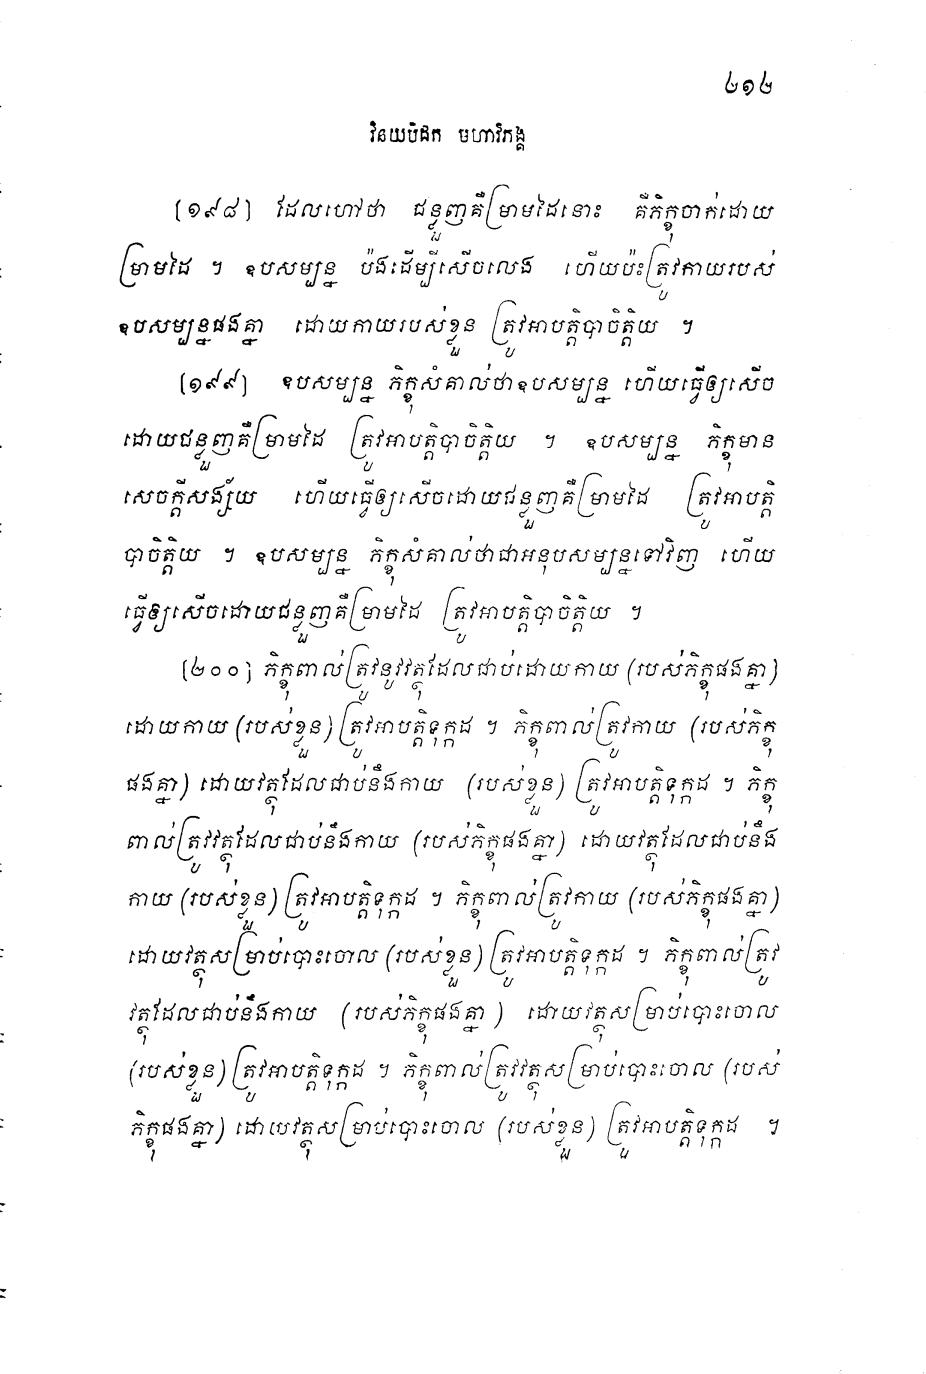 ២១២
វិនយបិដក មហាវិភង្គ
(១៩៨) ដែលហៅថា ជន្លួញគឺម្រាមដៃនោះ គឺភិក្ខុចាក់ដោយ
ម្រាមដៃ ។ ឧបសម្បន្ន ប៉ងដើម្បីសើចលេង ហើយប៉ះត្រូវកាយរបស់
ឧបសម្បន្នផងគ្នា ដោយកាយរបស់ខ្លួន ត្រូវអាបត្តិបាចិត្តិយ ។
(១៩៩) ឧបសម្បន្ន ភិក្ខុសំគាល់ថាឧបសម្បន្ន ហើយធ្វើឲ្យសើច
ដោយជន្លួញគឺម្រាមដៃ ត្រូវអាបត្តិបាចិត្តិយ ។ ឧបសម្បន្ន ភិក្ខុមាន
សេចក្តីសង្ស័យ ហើយធ្វើឲ្យសើចដោយជន្លួញគឺម្រាមដៃ ត្រូវអាបត្តិ
បាចិត្តិយ ។ ឧបសម្បន្ន ភិក្ខុសំគាល់ថាជាអនុបសម្បន្នទៅវិញ ហើយ
ធ្វើឲ្យសើចដោយជន្លួញគឺម្រាមដៃ ត្រូវអាបត្តិបាចិត្តិយ ។
(២០០) ភិក្ខុពាល់ត្រូវនូវវត្ថុដែលជាប់ដោយកាយ (របស់ភិក្ខុផងគ្នា)
ដោយកាយ (របស់ខ្លួន) ត្រូវអាបត្តិទុក្កដ ។ ភិក្ខុពាល់ត្រូវកាយ (របស់ភិក្ខុ
ផងគ្នា) ដោយវត្ថុដែលជាប់នឹងកាយ (របស់ខ្លួន) ត្រូវអាបត្តិទុក្កដ ។ ភិក្ខុ
ពាល់ត្រូវវត្ថុដែលជាប់នឹងកាយ (របស់ភិក្ខុផងគ្នា) ដោយវត្ថុដែលជាប់នឹង
កាយ (របស់ខ្លួន) ត្រូវអាបត្តិទុក្កដ ។ ភិក្ខុពាល់ត្រូវកាយ (របស់ភិក្ខុផងគ្នា)
ដោយវត្ថុសម្រាប់បោះចោល (របស់ខ្លួន) ត្រូវអាបត្តិទុក្កដ ។ ភិក្ខុពាល់ត្រូវ
វត្ថុដែលជាប់នឹងកាយ (របស់ភិក្ខុផងគ្នា ) ដោយវត្ថុសម្រាប់បោះចោល
(របស់ខ្លួន) ត្រូវអាបត្តិទុក្កដ ។ ភិក្ខុពាល់ត្រូវវត្ថុសម្រាប់បោះចោល (របស់
ភិក្ខុផងគ្នា) ដោយវត្ថុសម្រាប់បោះចោល (របស់ខ្លួន) ត្រូវអាបត្តិទុក្កដ ។